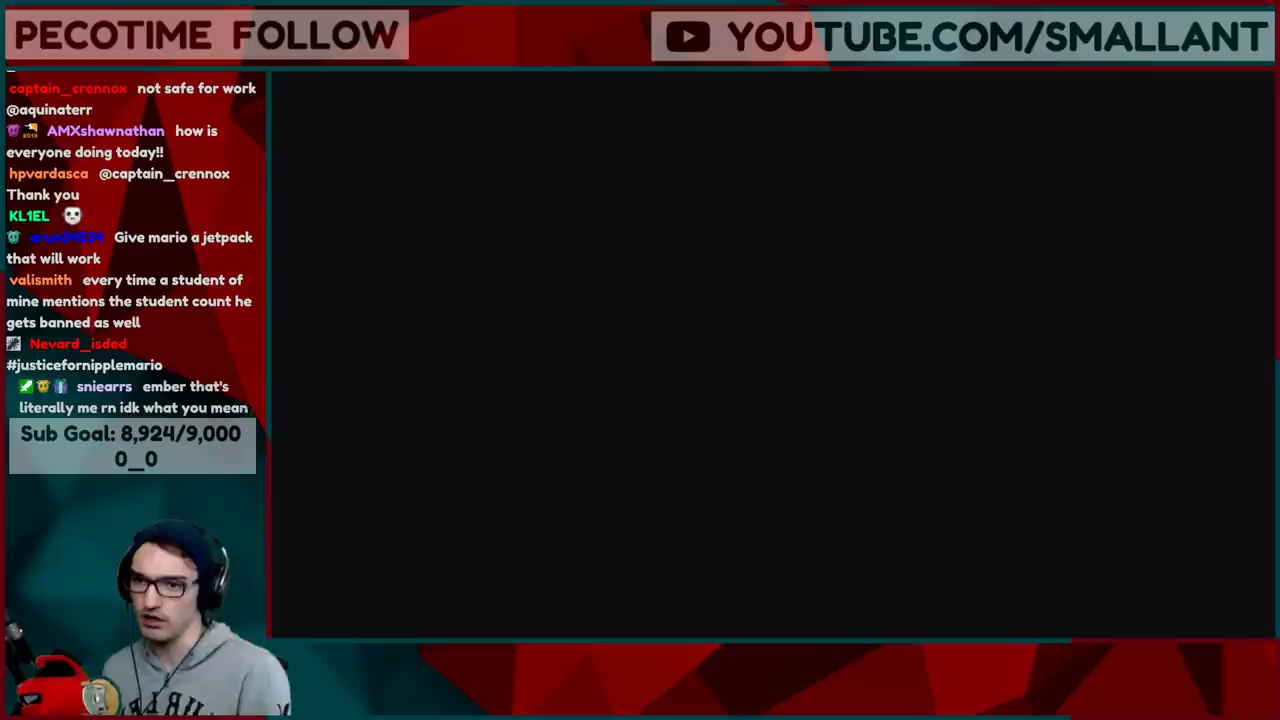 PECOTIME FOLLOW
YOUTUBE.COM/SMALLANT
captain_crennox not safe for work
@aquinaterr
AMXshawnathan how is
everyone doing today!!
hpvardasca @captain_crennox
Thank you
KL1EL
Give mario a jetpack
that will work
valismith every time a student of
mine mentions the student count he
gets banned as well
Nevard_isded
#justicefornipplemario
sniearrs ember that's
literally me rn idk what you mean
Sub Goal: 8,924/9,000
0_0